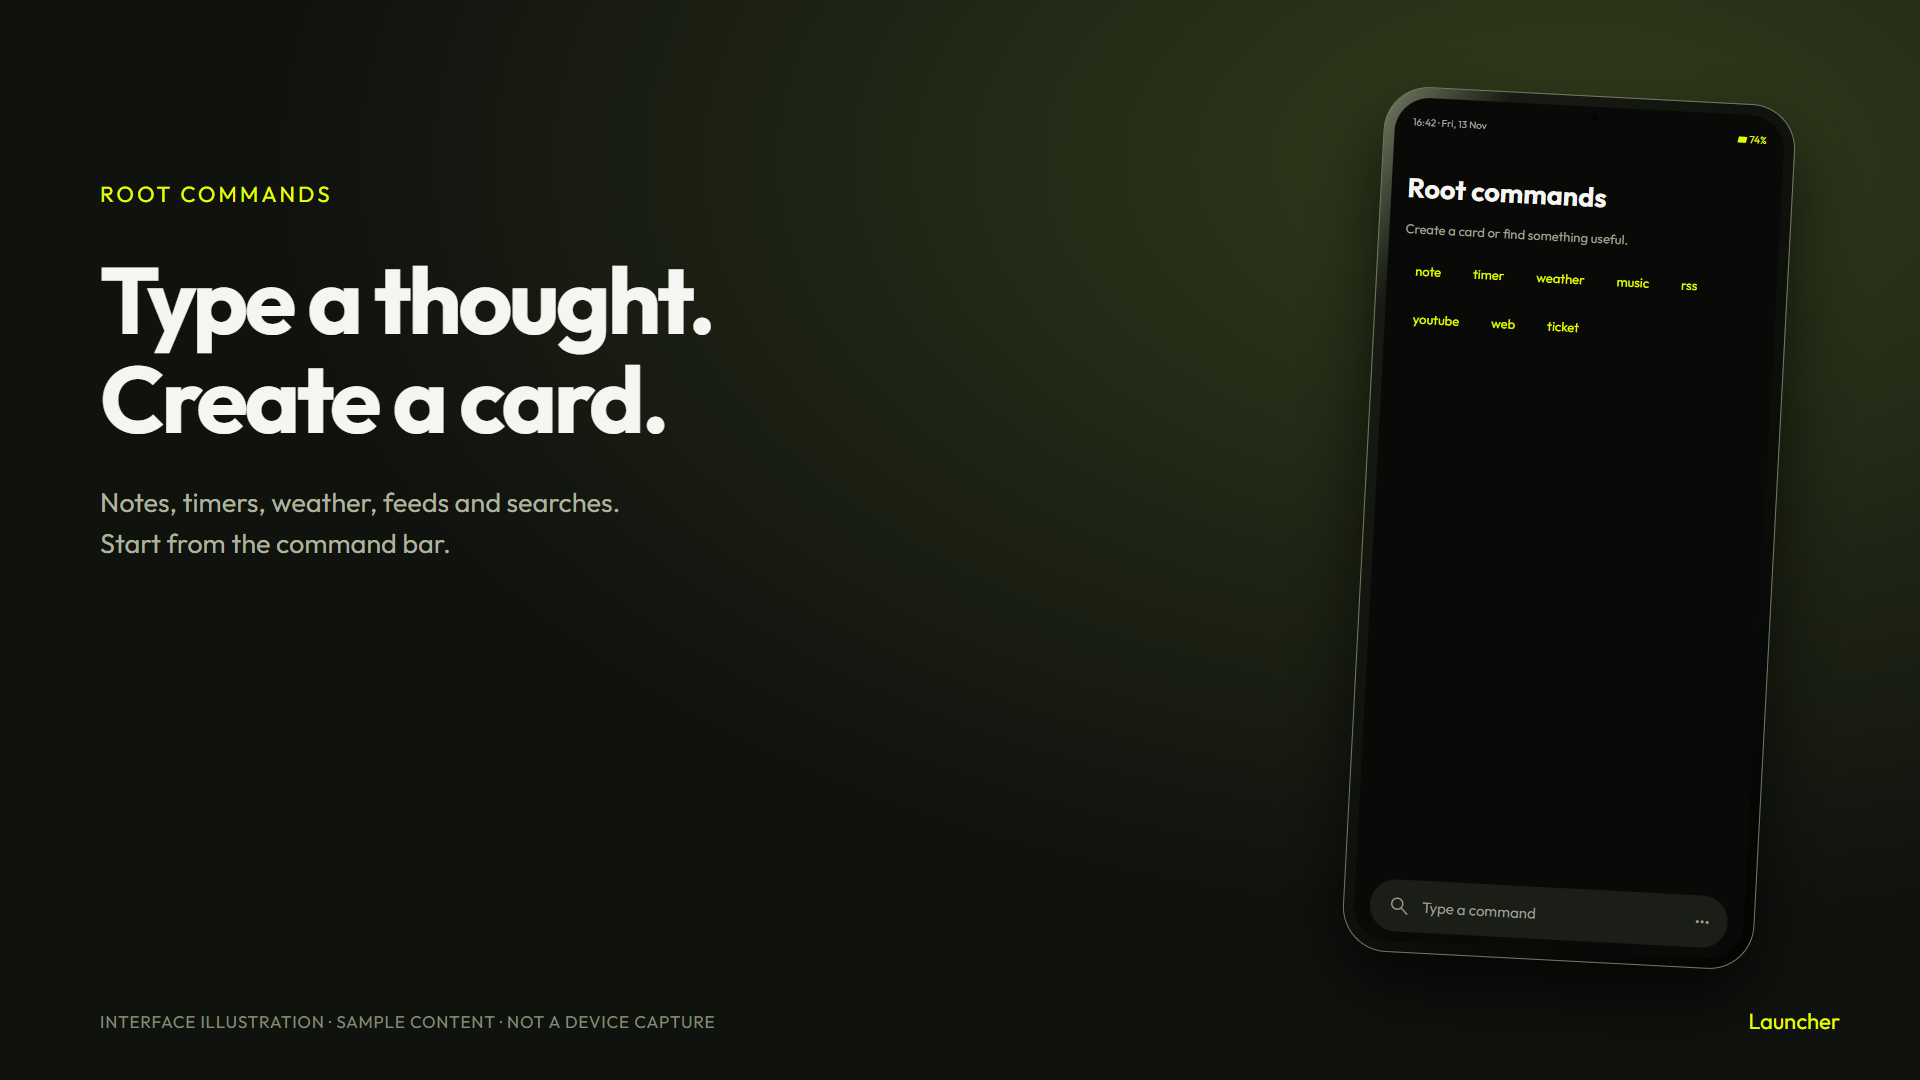 ROOT COMMANDS
Type a thought.
Create a card.
Notes, timers, weather, feeds and searches.
Start from the command bar.
16:42 · Fri, 13 Nov
74%
Root commands
Create a card or find something useful.
note timer weather music rss
youtube web ticket
Type a command
INTERFACE ILLUSTRATION · SAMPLE CONTENT · NOT A DEVICE CAPTURE
Launcher